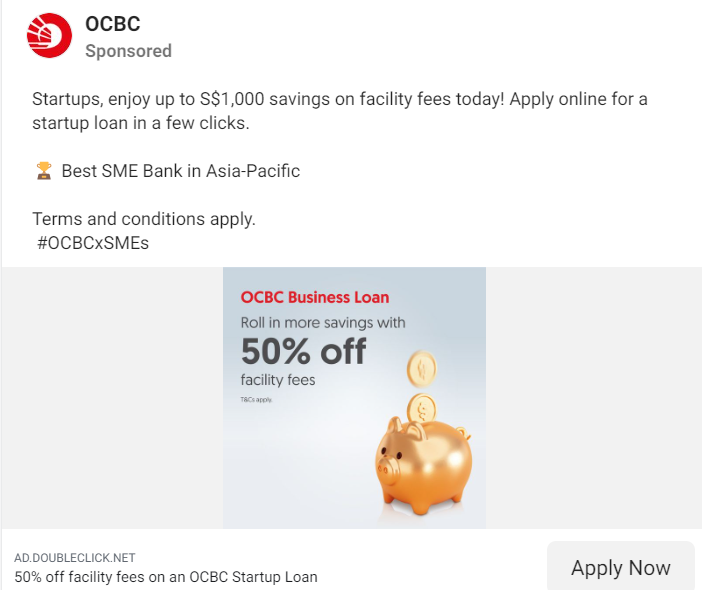 OCBC
Sponsored
Startups, enjoy up to S$1,000 savings on facility fees today! Apply online for a
startup loan in a few clicks.
🏆 Best SME Bank in Asia-Pacific
Terms and conditions apply.
#OCBCxSMEs
OCBC Business Loan
Roll in more savings with
50% off
facility fees
T&Cs apply.
AD.DOUBLECLICK.NET
50% off facility fees on an OCBC Startup Loan
Apply Now